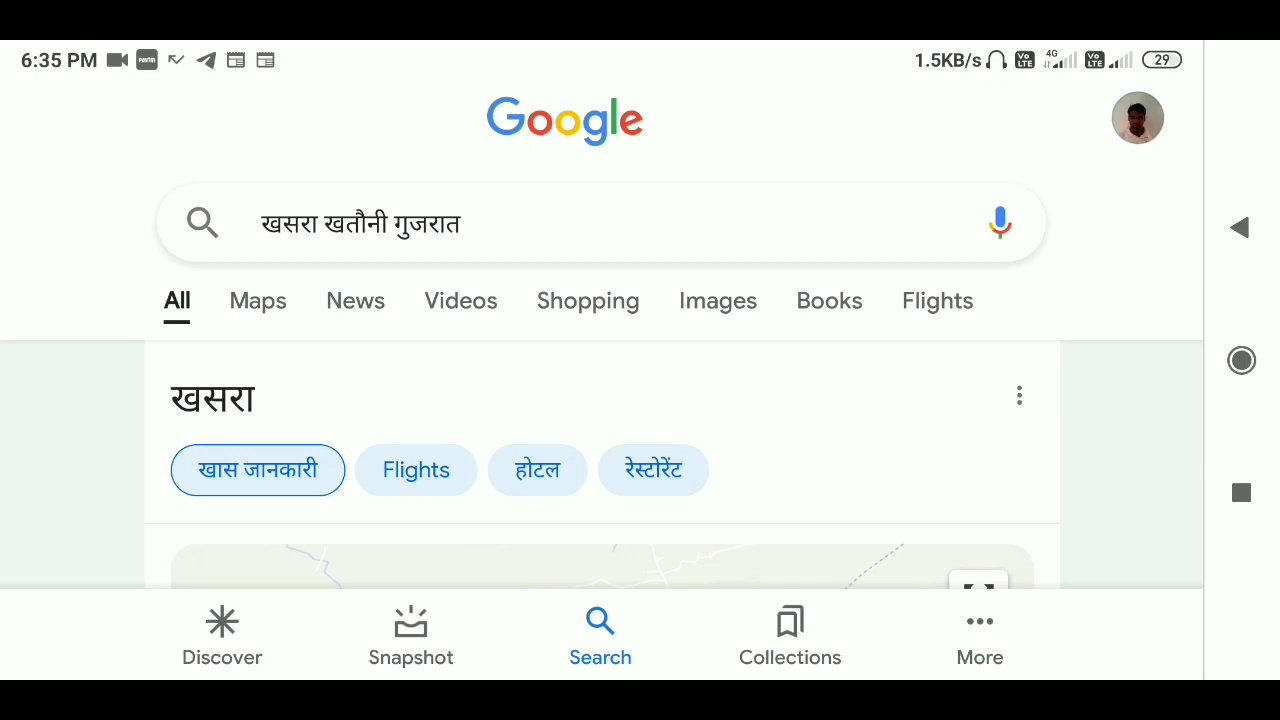 6:35 PM 1.5KB/s 4G 29
Google
खसरा खतौनी गुजरात
All Maps News Videos Shopping Images Books Flights
खसरा
खास जानकारी Flights होटल रेस्टोरेंट
Discover Snapshot Search Collections More